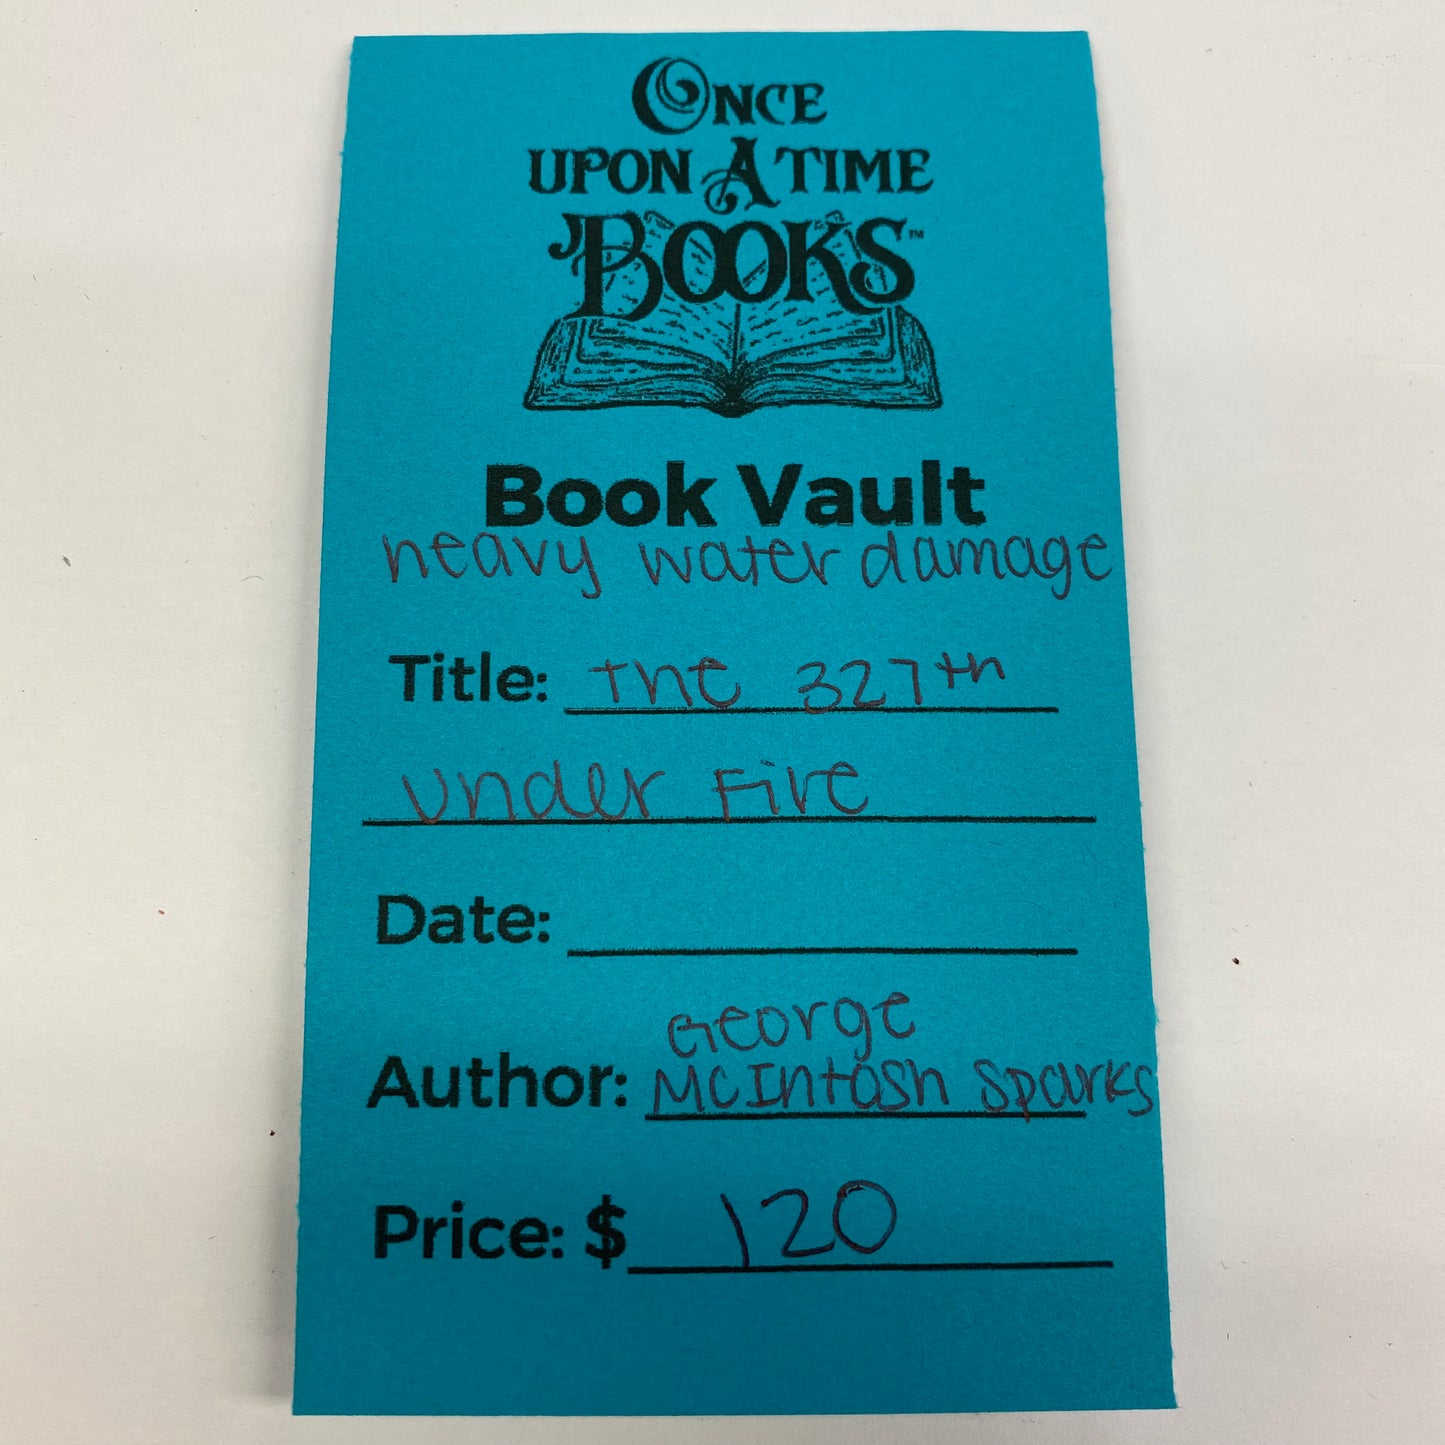 ONCE
UPON A TIME
BOOKS™
Book Vault
heavy water damage
Title: The 327th
Under Fire
Date:
George
Author: McIntosh Sparks
Price: $ 120